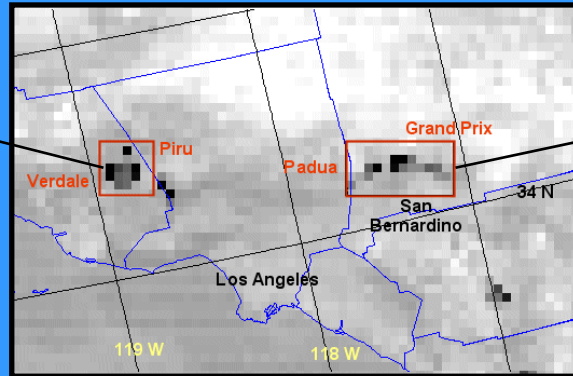 Grand Prix
Piru
Padua
Verdale
34 N
San
Bernardino
Los Angeles
119 W
118 W